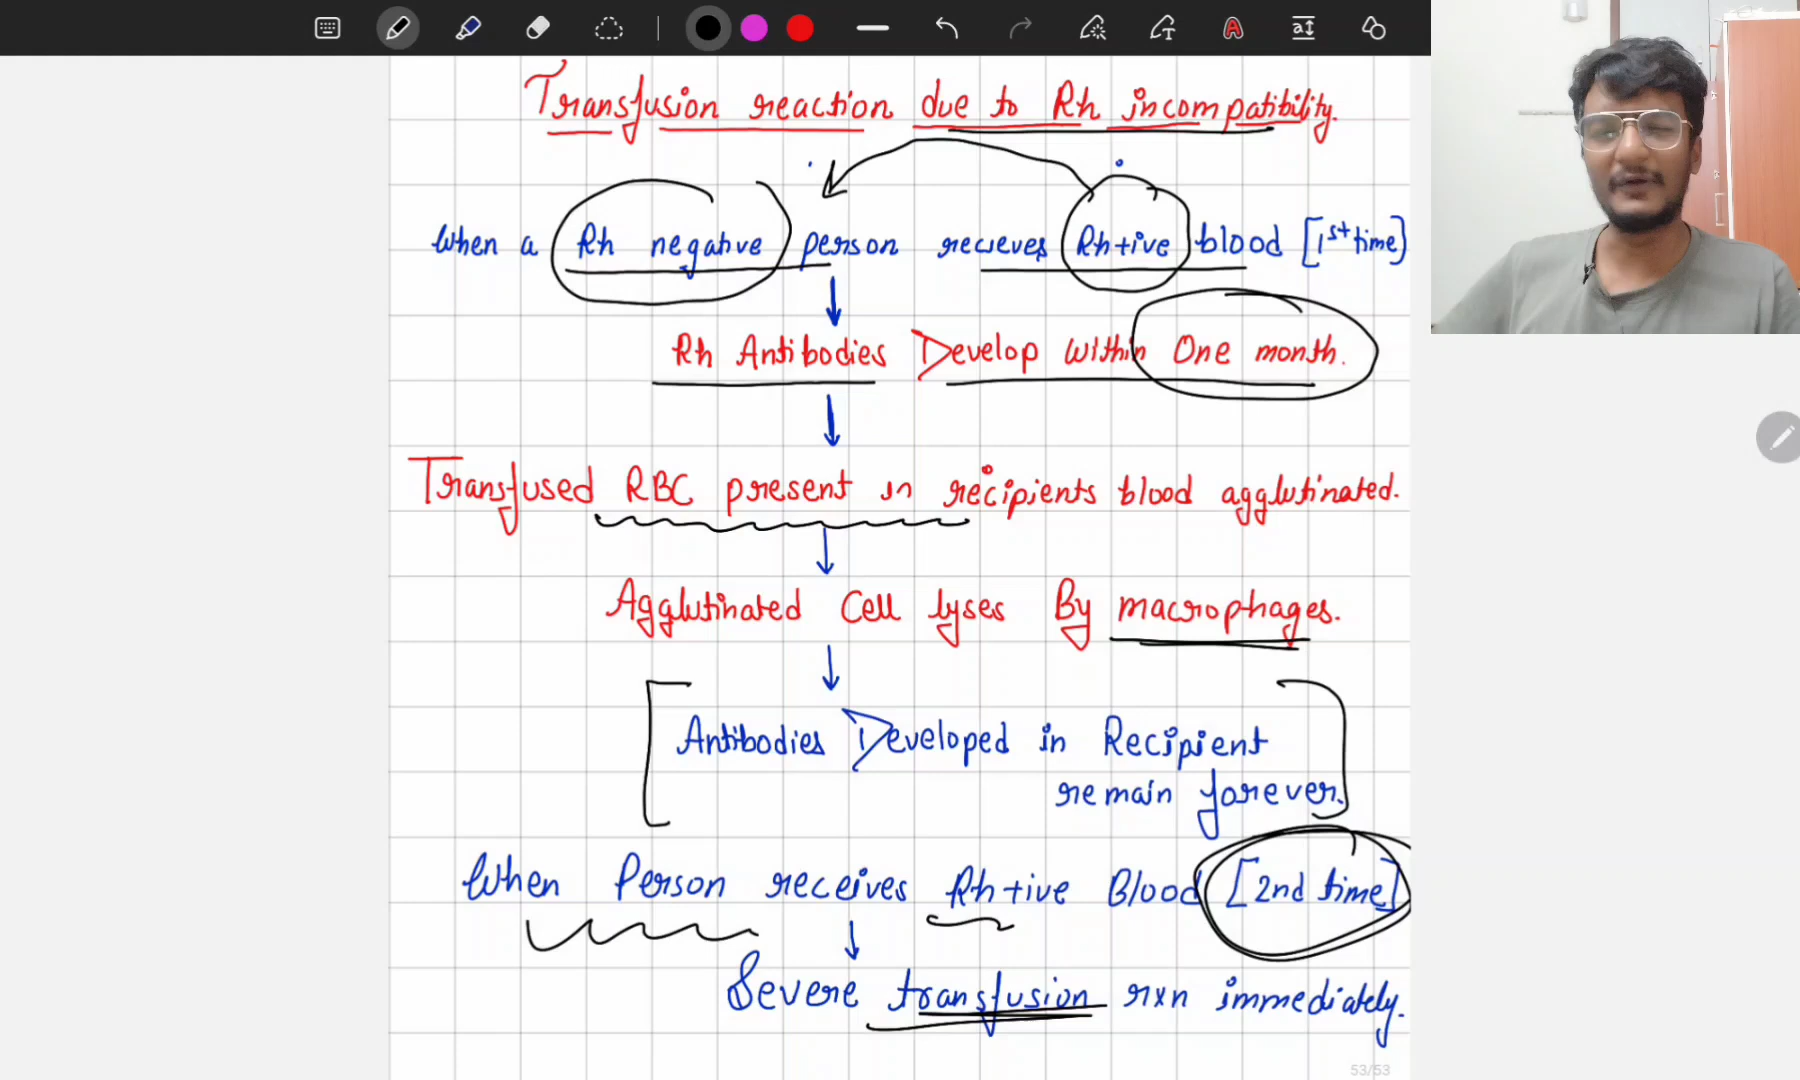 Transfusion reaction due to Rh incompatibility.
When a Rh negative person recieves Rh+ive blood [1st time]
Rh Antibodies Develop within One month.
Transfused RBC present in recipients blood agglutinated.
Agglutinated Cell lyses By macrophages.
Antibodies Developed in Recipient
remain forever.
When Person receives Rh+ive Blood [2nd time]
Severe transfusion rxn immediately.
53/53